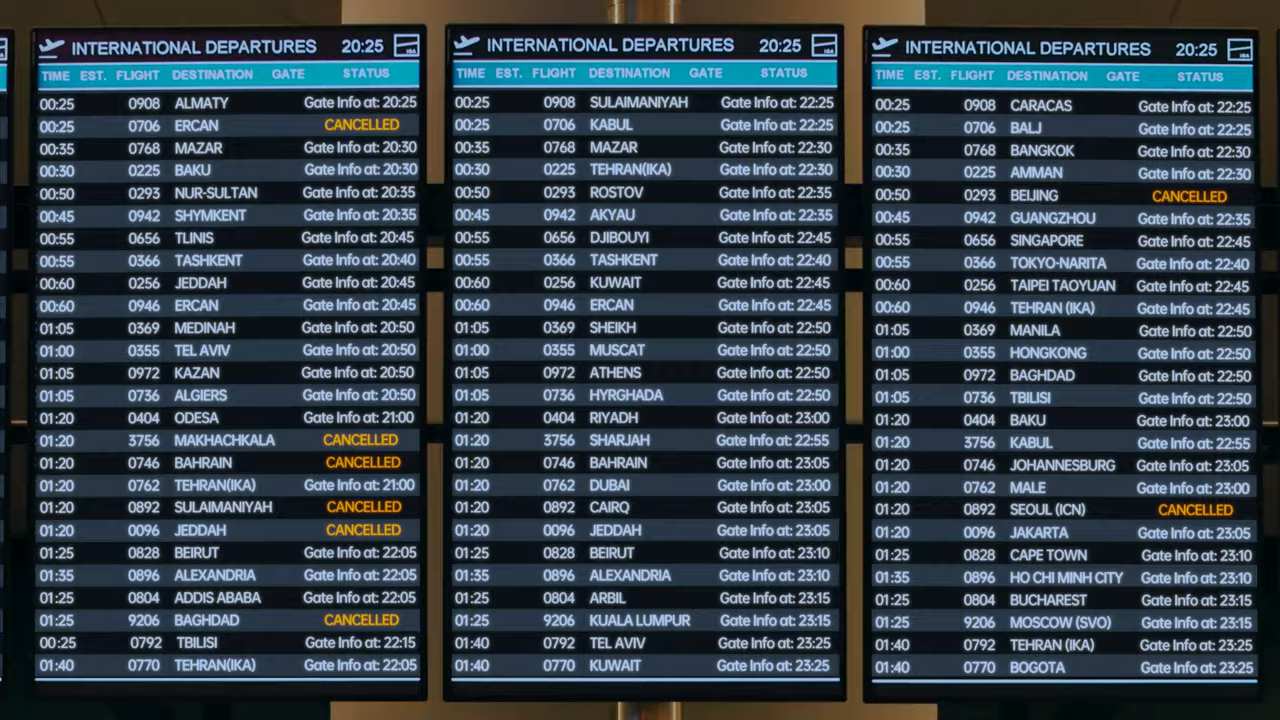 INTERNATIONAL DEPARTURES 20:25
TIME EST. FLIGHT DESTINATION GATE STATUS
00:25 0908 ALMATY Gate Info at: 20:25
00:25 0706 ERCAN CANCELLED
00:35 0768 MAZAR Gate Info at: 20:30
00:30 0225 BAKU Gate Info at: 20:30
00:50 0293 NUR-SULTAN Gate Info at: 20:35
00:45 0942 SHYMKENT Gate Info at: 20:35
00:55 0656 TLINIS Gate Info at: 20:45
00:55 0366 TASHKENT Gate Info at: 20:40
00:60 0256 JEDDAH Gate Info at: 20:45
00:60 0946 ERCAN Gate Info at: 20:45
01:05 0369 MEDINAH Gate Info at: 20:50
01:00 0355 TEL AVIV Gate Info at: 20:50
01:05 0972 KAZAN Gate Info at: 20:50
01:05 0736 ALGIERS Gate Info at: 20:50
01:20 0404 ODESA Gate Info at: 21:00
01:20 3756 MAKHACHKALA CANCELLED
01:20 0746 BAHRAIN CANCELLED
01:20 0762 TEHRAN(IKA) Gate Info at: 21:00
01:20 0892 SULAIMANIYAH CANCELLED
01:20 0096 JEDDAH CANCELLED
01:25 0828 BEIRUT Gate Info at: 22:05
01:35 0896 ALEXANDRIA Gate Info at: 22:05
01:25 0804 ADDIS ABABA Gate Info at: 22:05
01:25 9206 BAGHDAD CANCELLED
00:25 0792 TBILISI Gate Info at: 22:15
01:40 0770 TEHRAN(IKA) Gate Info at: 22:05
INTERNATIONAL DEPARTURES 20:25
TIME EST. FLIGHT DESTINATION GATE STATUS
00:25 0908 SULAIMANIYAH Gate Info at: 22:25
00:25 0706 KABUL Gate Info at: 22:25
00:35 0768 MAZAR Gate Info at: 22:30
00:30 0225 TEHRAN(IKA) Gate Info at: 22:30
00:50 0293 ROSTOV Gate Info at: 22:35
00:45 0942 AKYAU Gate Info at: 22:35
00:55 0656 DJIBOUYI Gate Info at: 22:45
00:55 0366 TASHKENT Gate Info at: 22:40
00:60 0256 KUWAIT Gate Info at: 22:45
00:60 0946 ERCAN Gate Info at: 22:45
01:05 0369 SHEIKH Gate Info at: 22:50
01:00 0355 MUSCAT Gate Info at: 22:50
01:05 0972 ATHENS Gate Info at: 22:50
01:05 0736 HYRGHADA Gate Info at: 22:50
01:20 0404 RIYADH Gate Info at: 23:00
01:20 3756 SHARJAH Gate Info at: 22:55
01:20 0746 BAHRAIN Gate Info at: 23:05
01:20 0762 DUBAI Gate Info at: 23:00
01:20 0892 CAIRQ Gate Info at: 23:05
01:20 0096 JEDDAH Gate Info at: 23:05
01:25 0828 BEIRUT Gate Info at: 23:10
01:35 0896 ALEXANDRIA Gate Info at: 23:10
01:25 0804 ARBIL Gate Info at: 23:15
01:25 9206 KUALA LUMPUR Gate Info at: 23:15
01:40 0792 TEL AVIV Gate Info at: 23:25
01:40 0770 KUWAIT Gate Info at: 23:25
INTERNATIONAL DEPARTURES 20:25
TIME EST. FLIGHT DESTINATION GATE STATUS
00:25 0908 CARACAS Gate Info at: 22:25
00:25 0706 BALJ Gate Info at: 22:25
00:35 0768 BANGKOK Gate Info at: 22:30
00:30 0225 AMMAN Gate Info at: 22:30
00:50 0293 BEIJING CANCELLED
00:45 0942 GUANGZHOU Gate Info at: 22:35
00:55 0656 SINGAPORE Gate Info at: 22:45
00:55 0366 TOKYO-NARITA Gate Info at: 22:40
00:60 0256 TAIPEI TAOYUAN Gate Info at: 22:45
00:60 0946 TEHRAN (IKA) Gate Info at: 22:45
01:05 0369 MANILA Gate Info at: 22:50
01:00 0355 HONGKONG Gate Info at: 22:50
01:05 0972 BAGHDAD Gate Info at: 22:50
01:05 0736 TBILISI Gate Info at: 22:50
01:20 0404 BAKU Gate Info at: 23:00
01:20 3756 KABUL Gate Info at: 22:55
01:20 0746 JOHANNESBURG Gate Info at: 23:05
01:20 0762 MALE Gate Info at: 23:00
01:20 0892 SEOUL (ICN) CANCELLED
01:20 0096 JAKARTA Gate Info at: 23:05
01:25 0828 CAPE TOWN Gate Info at: 23:10
01:35 0896 HO CHI MINH CITY Gate Info at: 23:10
01:25 0804 BUCHAREST Gate Info at: 23:15
01:25 9206 MOSCOW (SVO) Gate Info at: 23:15
01:40 0792 TEHRAN (IKA) Gate Info at: 23:25
01:40 0770 BOGOTA Gate Info at: 23:25